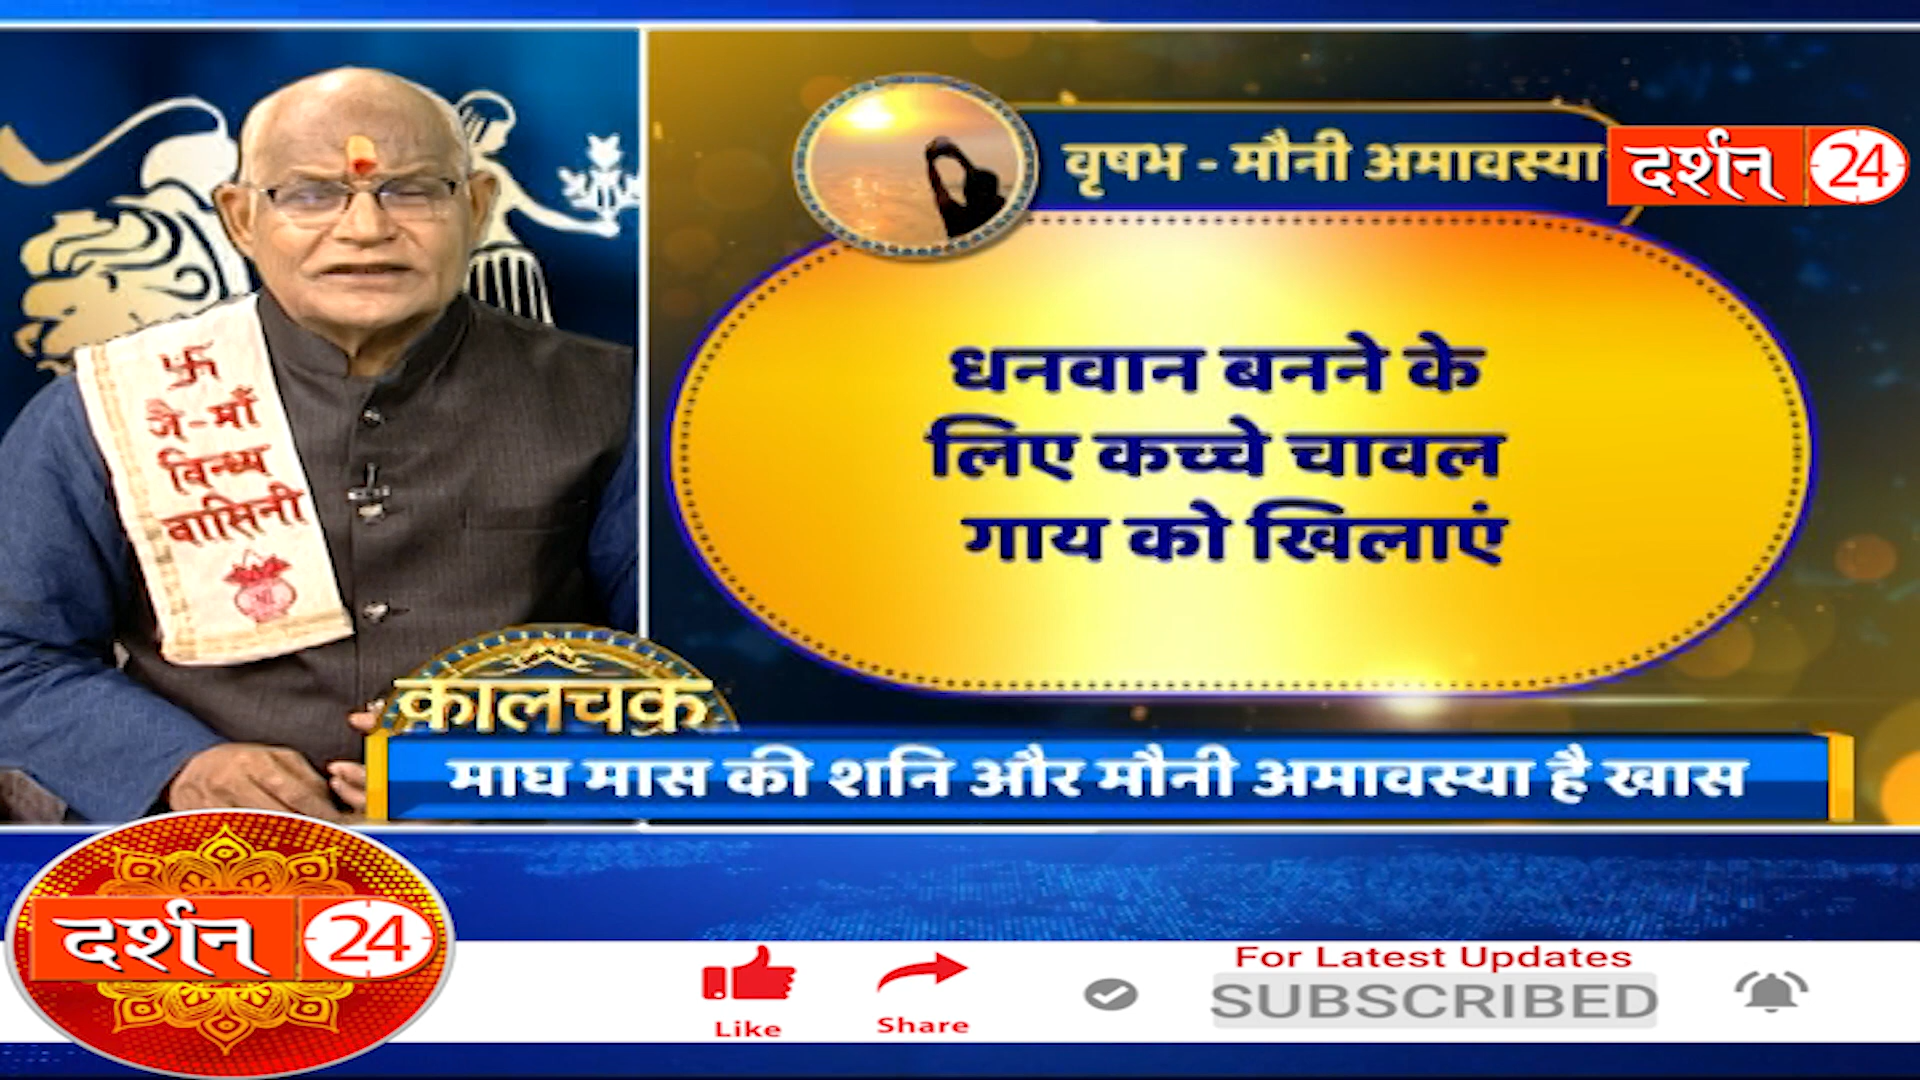 वृषभ - मौनी अमावस्या
दर्शन 24
धनवान बनने के
लिए कच्चे चावल
गाय को खिलाएं
卐
जै-माँ
विन्ध्य
वासिनी
माँ
कालचक्र
माघ मास की शनि और मौनी अमावस्या है खास
दर्शन 24
Like
Share
For Latest Updates
SUBSCRIBED